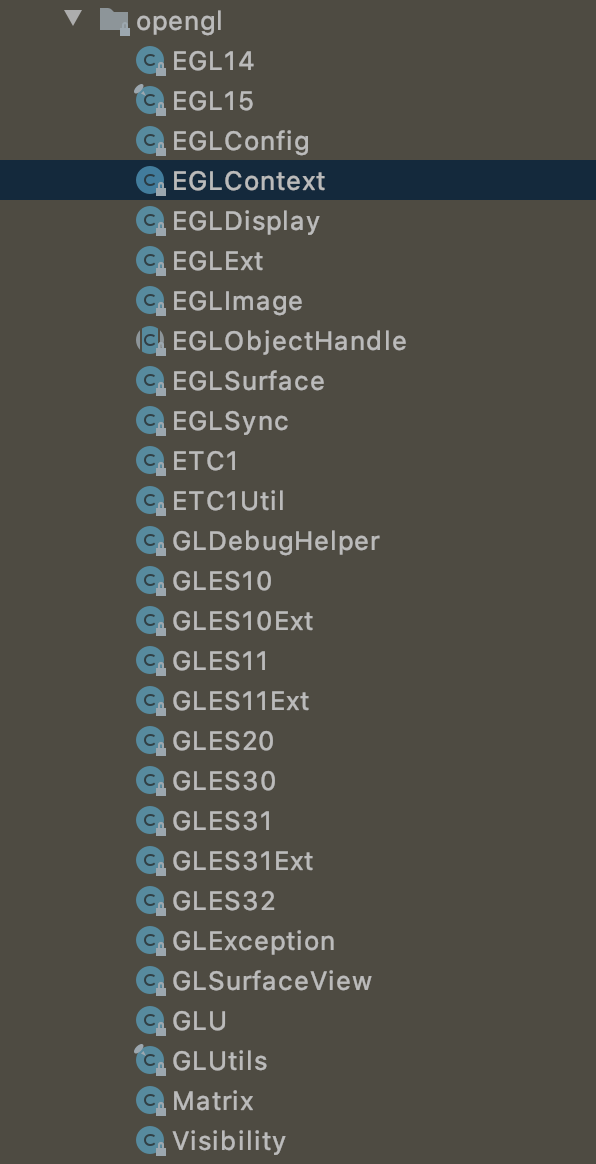 opengl
EGL14
EGL15
EGLConfig
EGLContext
EGLDisplay
EGLExt
EGLImage
EGLObjectHandle
EGLSurface
EGLSync
ETC1
ETC1Util
GLDebugHelper
GLES10
GLES10Ext
GLES11
GLES11Ext
GLES20
GLES30
GLES31
GLES31Ext
GLES32
GLException
GLSurfaceView
GLU
GLUtils
Matrix
Visibility